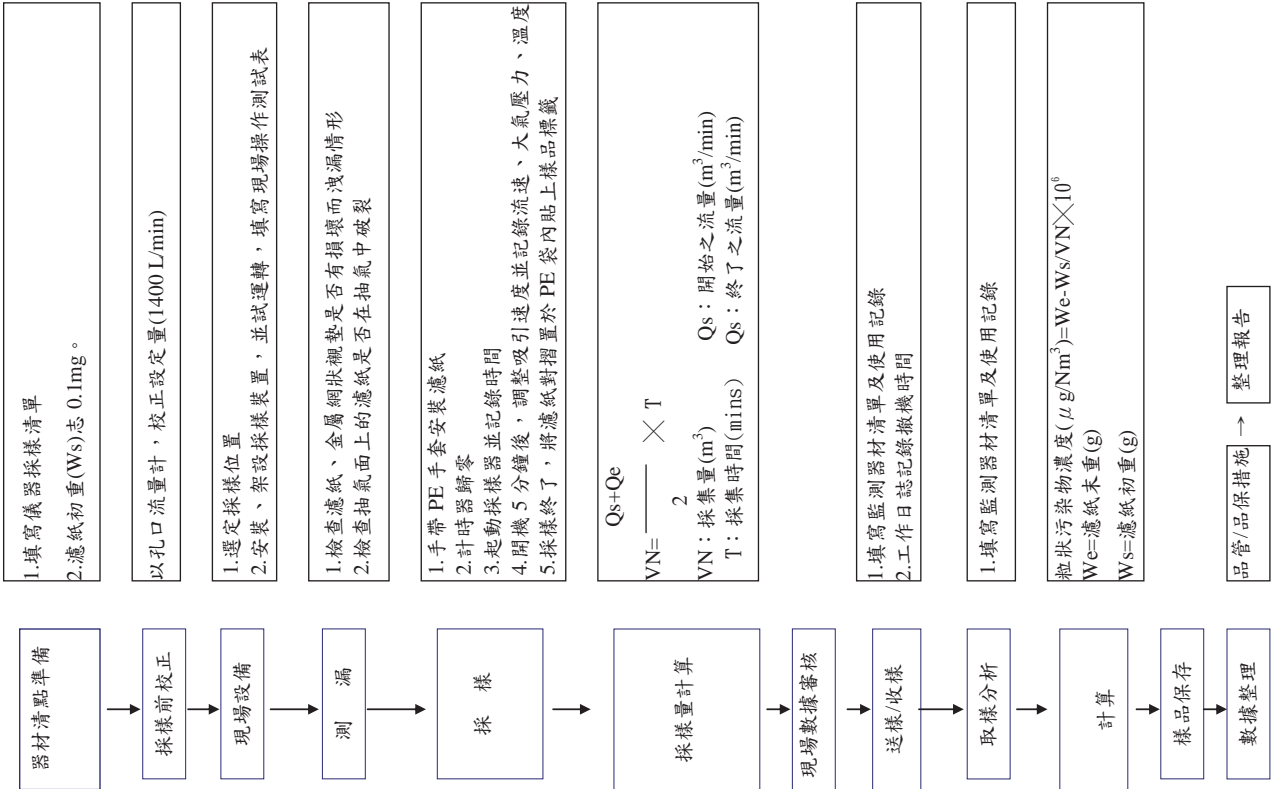 器材清點準備
1.填寫儀器採樣清單
2.濾紙初重(Ws)志 0.1mg。
採樣前校正
以孔口流量計，校正設定量(1400 L/min)
現場設備
1.選定採樣位置
2.安裝、架設採樣裝置，並試運轉，填寫現場操作測試表
測 漏
1.檢查濾紙、金屬網狀襯墊是否有損壞而洩漏情形
2.檢查抽氣面上的濾紙是否在抽氣中破裂
採 樣
1.手帶 PE 手套安裝濾紙
2.計時器歸零
3.起動採樣器並記錄時間
4.開機 5 分鐘後，調整吸引速度並記錄流速、大氣壓力、溫度
5.採樣終了，將濾紙對摺置於 PE 袋內貼上樣品標籤
採樣量計算
Qs+Qe
VN= ╳ T
2
VN：採集量(m³) Qs：開始之流量(m³/min)
T：採集時間(mins) Qs：終了之流量(m³/min)
現場數據審核
送樣/收樣
1.填寫監測器材清單及使用記錄
2.工作日誌記錄撤機時間
取樣分析
1.填寫監測器材清單及使用記錄
計算
粒狀污染物濃度(μg/Nm³)=We-Ws/VN╳10⁶
We=濾紙末重(g)
Ws=濾紙初重(g)
樣品保存
數據整理
品管/品保措施 → 整理報告